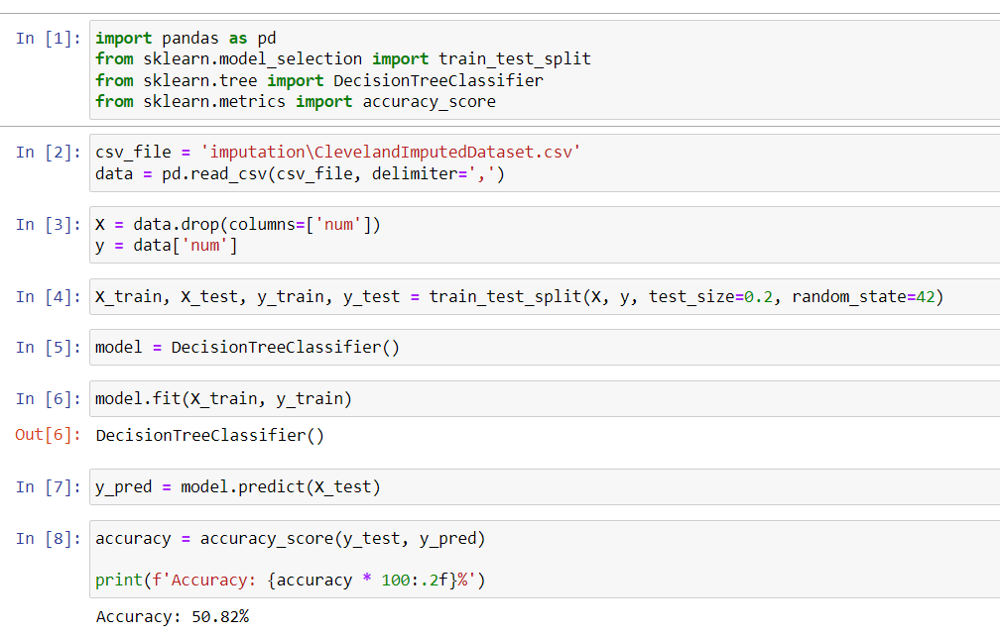 In [1]: import pandas as pd
from sklearn.model_selection import train_test_split
from sklearn.tree import DecisionTreeClassifier
from sklearn.metrics import accuracy_score
In [2]: csv_file = 'imputation\ClevelandImputedDataset.csv'
data = pd.read_csv(csv_file, delimiter=',')
In [3]: X = data.drop(columns=['num'])
y = data['num']
In [4]: X_train, X_test, y_train, y_test = train_test_split(X, y, test_size=0.2, random_state=42)
In [5]: model = DecisionTreeClassifier()
In [6]: model.fit(X_train, y_train)
Out[6]: DecisionTreeClassifier()
In [7]: y_pred = model.predict(X_test)
In [8]: accuracy = accuracy_score(y_test, y_pred)
print(f'Accuracy: {accuracy * 100:.2f}%')
Accuracy: 50.82%